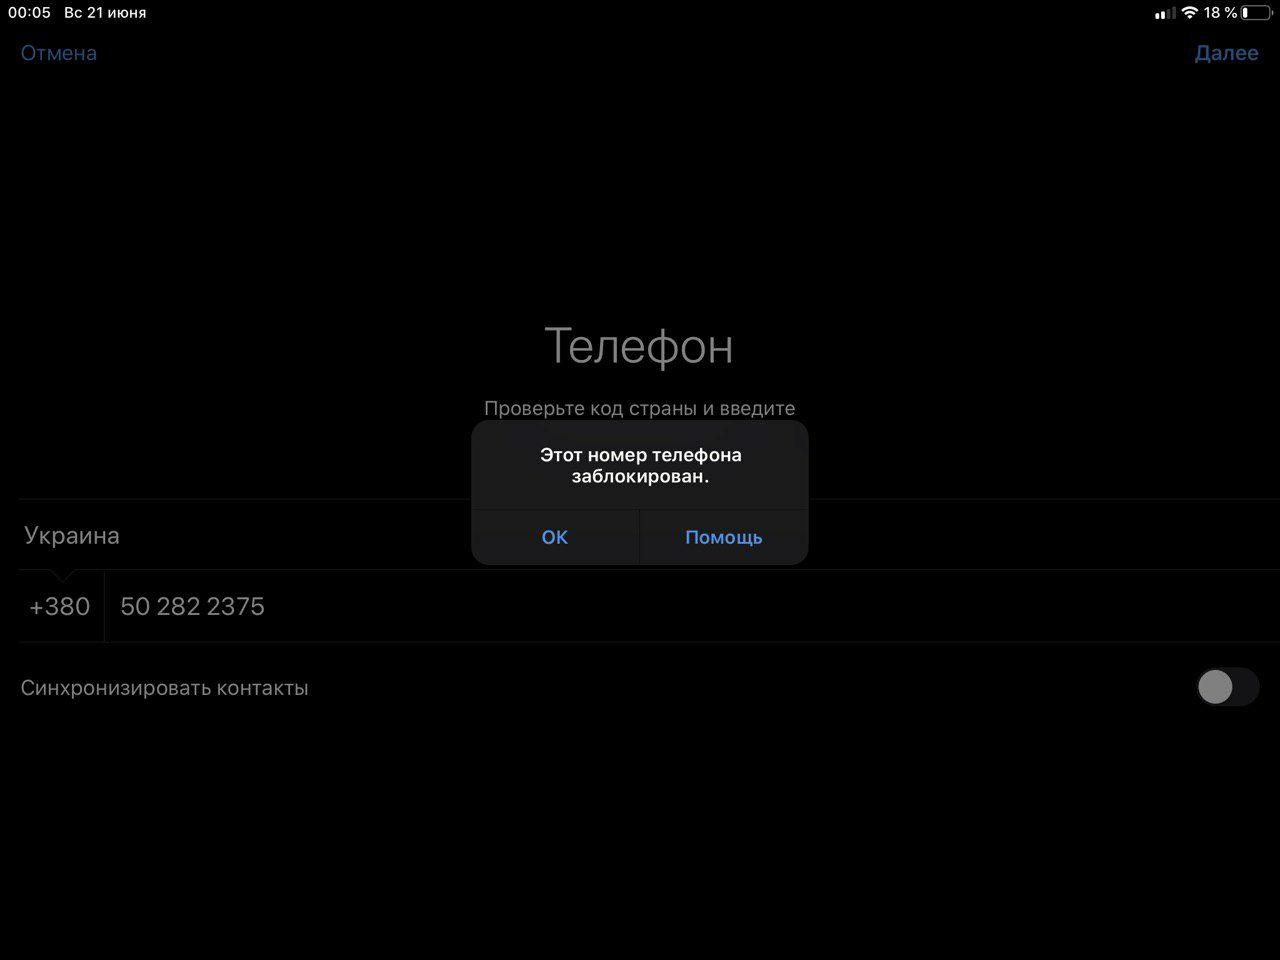 00:05 Вс 21 июня 18 %
Отмена Далее
Телефон
Проверьте код страны и введите
Этот номер телефона
заблокирован.
ОК Помощь
Украина
+380 50 282 2375
Синхронизировать контакты